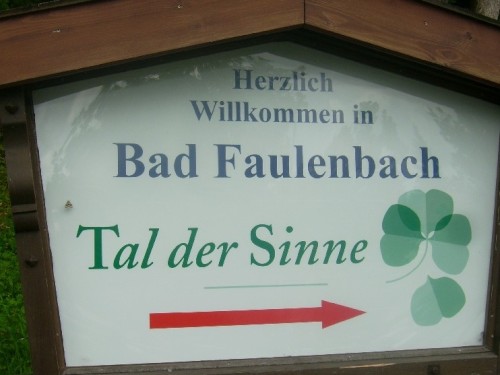 Herzlich
Willkommen in
Bad Faulenbach
Tal der Sinne